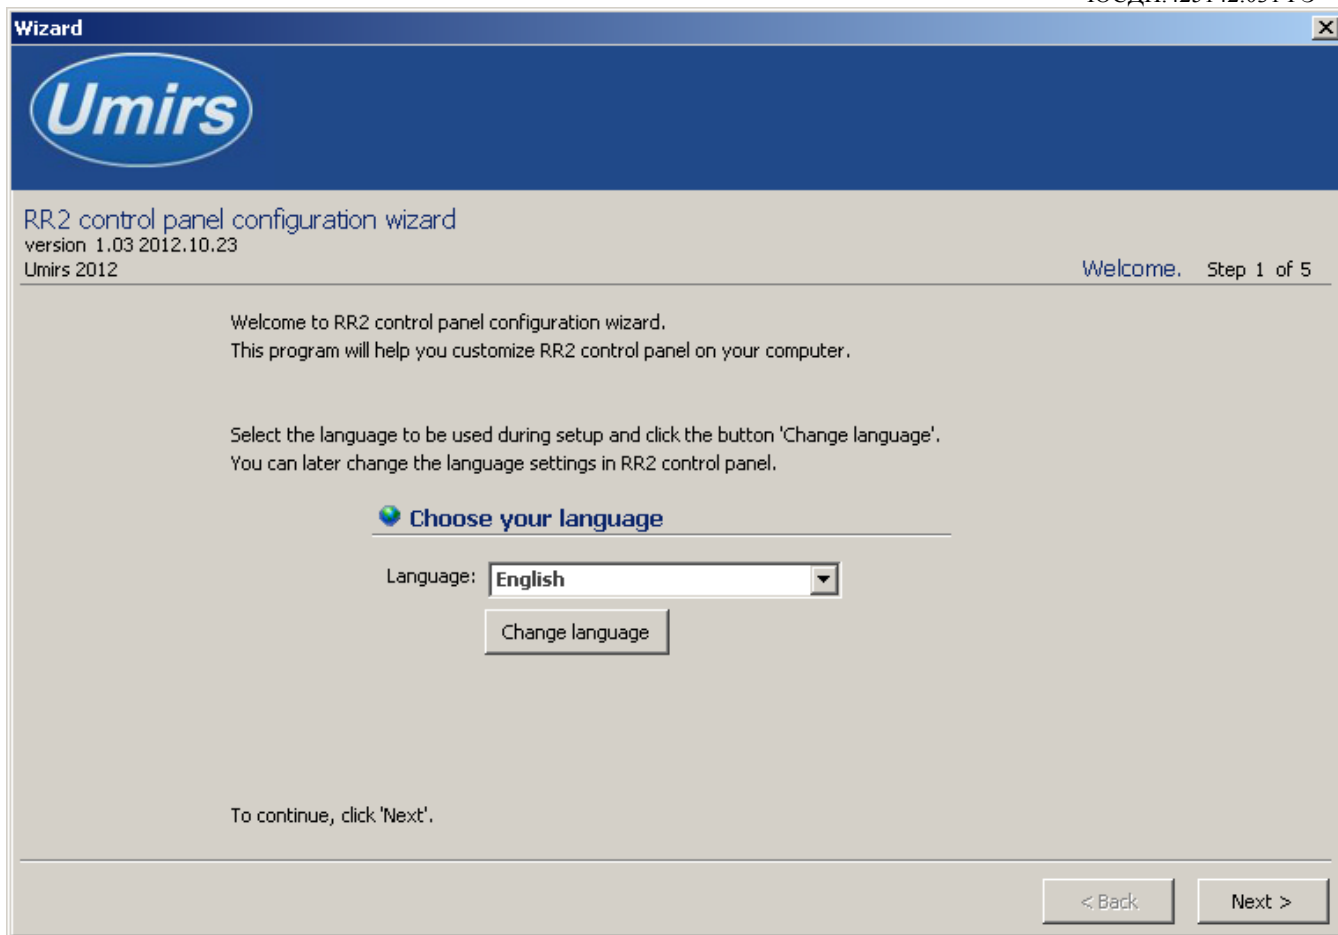 Wizard
Umirs
RR2 control panel configuration wizard
version 1.03 2012.10.23
Umirs 2012
Welcome. Step 1 of 5
Welcome to RR2 control panel configuration wizard.
This program will help you customize RR2 control panel on your computer.
Select the language to be used during setup and click the button 'Change language'.
You can later change the language settings in RR2 control panel.
Choose your language
Language: English
Change language
To continue, click 'Next'.
< Back Next >